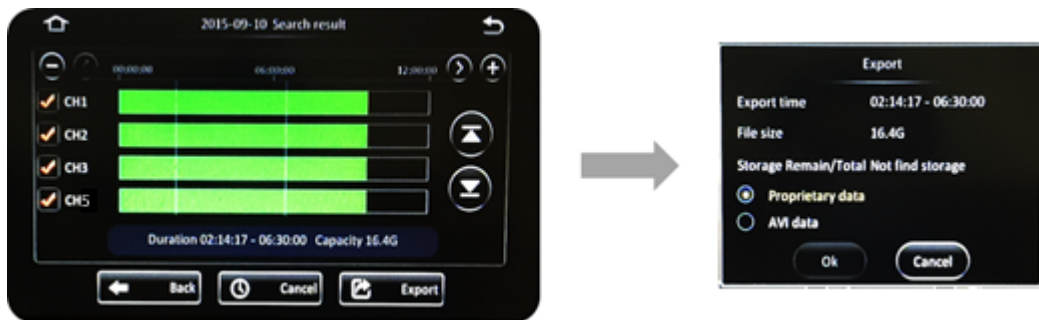 2015-09-10 Search result
00:00:00 06:00:00 12:00:00
CH1
CH2
CH3
CH5
Duration 02:14:17 - 06:30:00 Capacity 16.4G
Back Cancel Export
Export
Export time 02:14:17 - 06:30:00
File size 16.4G
Storage Remain/Total Not find storage
Proprietary data
AVI data
Ok Cancel